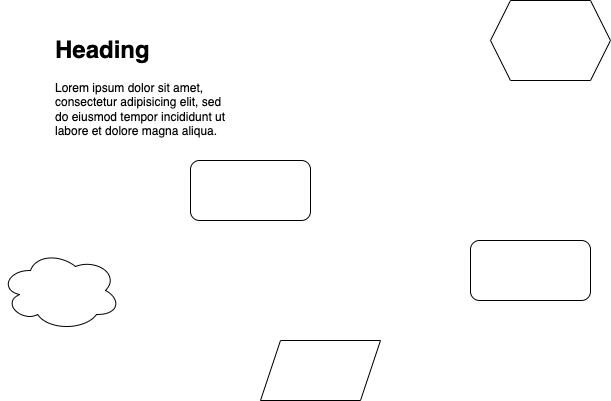 Heading
Lorem ipsum dolor sit amet,
consectetur adipisicing elit, sed
do eiusmod tempor incididunt ut
labore et dolore magna aliqua.